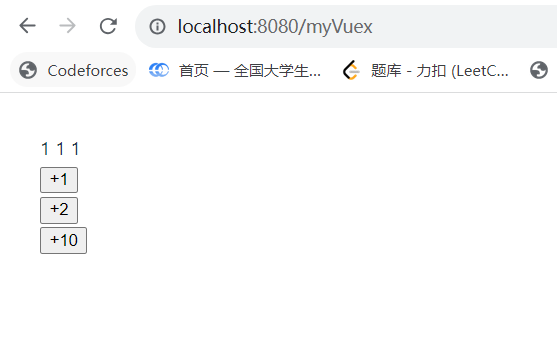 localhost:8080/myVuex
Codeforces 首页 — 全国大学生... 题库 - 力扣 (LeetC...
1 1 1
+1
+2
+10